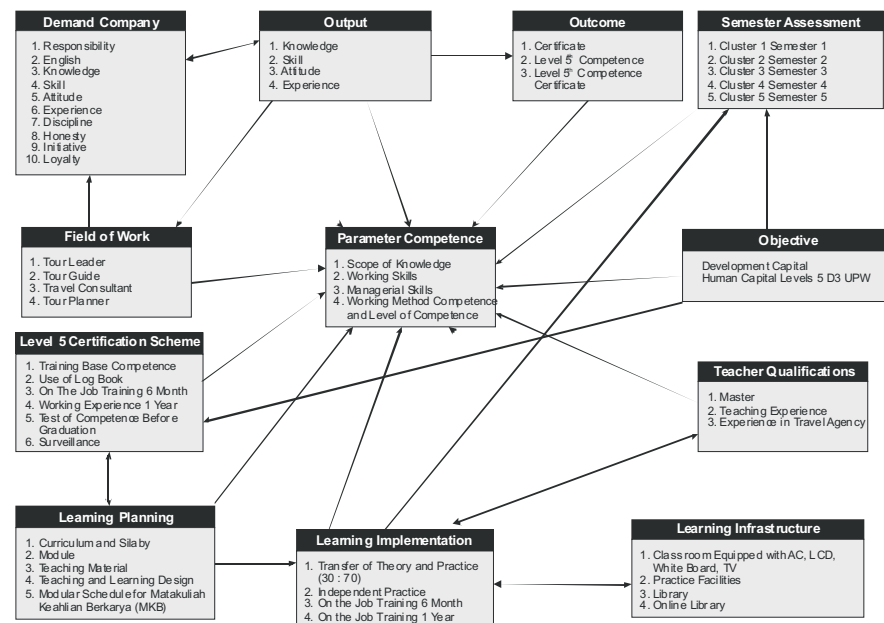 Demand Company
1. Responsibility
2. English
3. Knowledge
4. Skill
5. Attitude
6. Experience
7. Discipline
8. Honesty
9. Initiative
10. Loyalty
Output
1. Knowledge
2. Skill
3. Attitude
4. Experience
Outcome
1. Certificate
2. Level 5 Competence
3. Level 5 Competence
Certificate
Semester Assessment
1. Cluster 1 Semester 1
2. Cluster 2 Semester 2
3. Cluster 3 Semester 3
4. Cluster 4 Semester 4
5. Cluster 5 Semester 5
Field of Work
1. Tour Leader
2. Tour Guide
3. Travel Consultant
4. Tour Planner
Parameter Competence
1. Scope of Knowledge
2. Working Skills
3. Managerial Skills
4. Working Method Competence
and Level of Competence
Objective
Development Capital
Human Capital Levels 5 D3 UPW
Level 5 Certification Scheme
1. Training Base Competence
2. Use of Log Book
3. On The Job Training 6 Month
4. Working Experience 1 Year
5. Test of Competence Before
Graduation
6. Surveillance
Teacher Qualifications
1. Master
2. Teaching Experience
3. Experience in Travel Agency
Learning Planning
1. Curriculum and Silaby
2. Module
3. Teaching Material
4. Teaching and Learning Design
5. Modular Schedule for Matakuliah
Keahlian Berkarya (MKB)
Learning Implementation
1. Transfer of Theory and Practice
(30 : 70)
2. Independent Practice
3. On the Job Training 6 Month
4. On the Job Training 1 Year
Learning Infrastructure
1. Classroom Equipped with AC, LCD,
White Board, TV
2. Practice Facilities
3. Library
4. Online Library